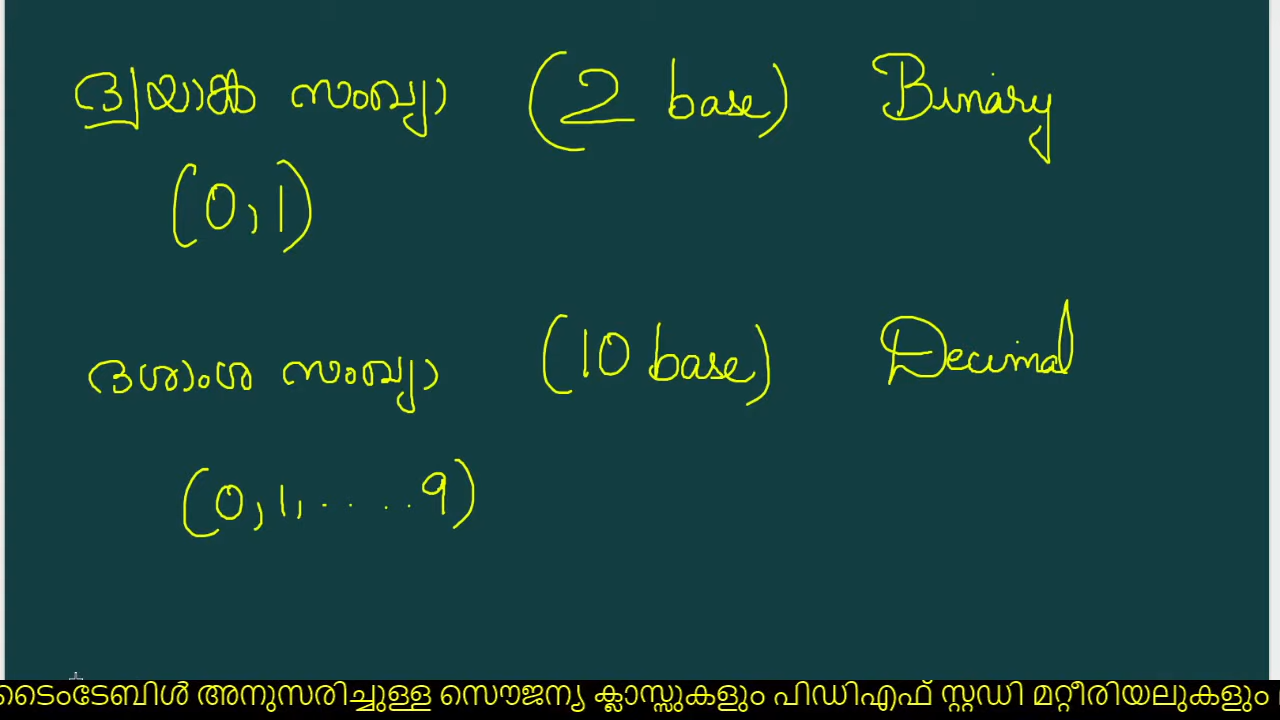 ദ്വയാങ്ക സംഖ്യാ (2 base) Binary
(0,1)
ദശാംശ സംഖ്യാ (10 base) Decimal
(0,1,.....9)
ടൈംടേബിൾ അനുസരിച്ചുള്ള സൌജന്യ ക്ലാസ്സുകളും പിഡിഎഫ് സ്റ്റഡി മറ്റീരിയലുകളും